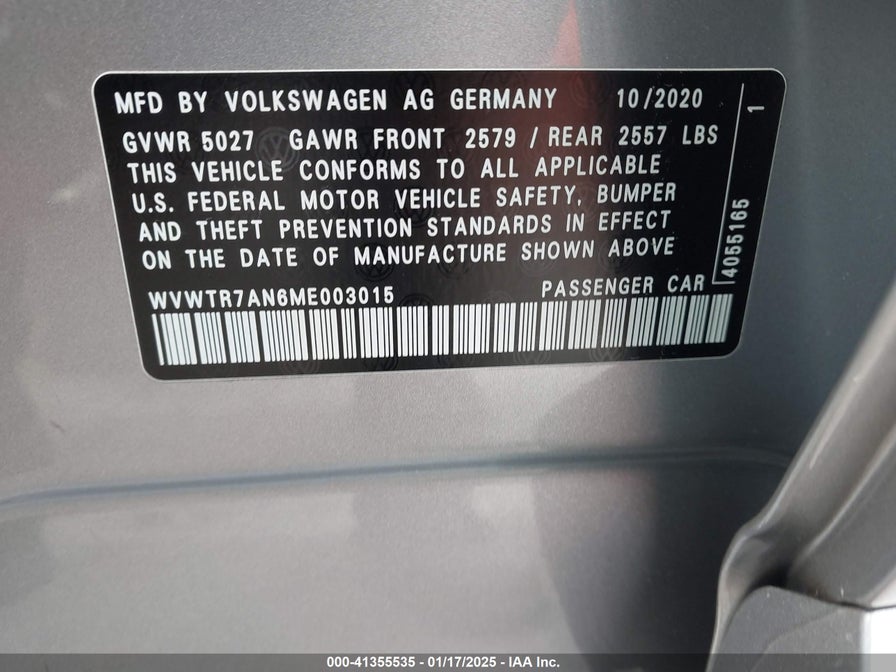 MFD BY VOLKSWAGEN AG GERMANY 10/2020
GVWR 5027 GAWR FRONT 2579 / REAR 2557 LBS
THIS VEHICLE CONFORMS TO ALL APPLICABLE
U.S. FEDERAL MOTOR VEHICLE SAFETY, BUMPER
AND THEFT PREVENTION STANDARDS IN EFFECT
ON THE DATE OF MANUFACTURE SHOWN ABOVE
WVWTR7AN6ME003015 PASSENGER CAR
4055165 1
000-41355535 - 01/17/2025 - IAA Inc.